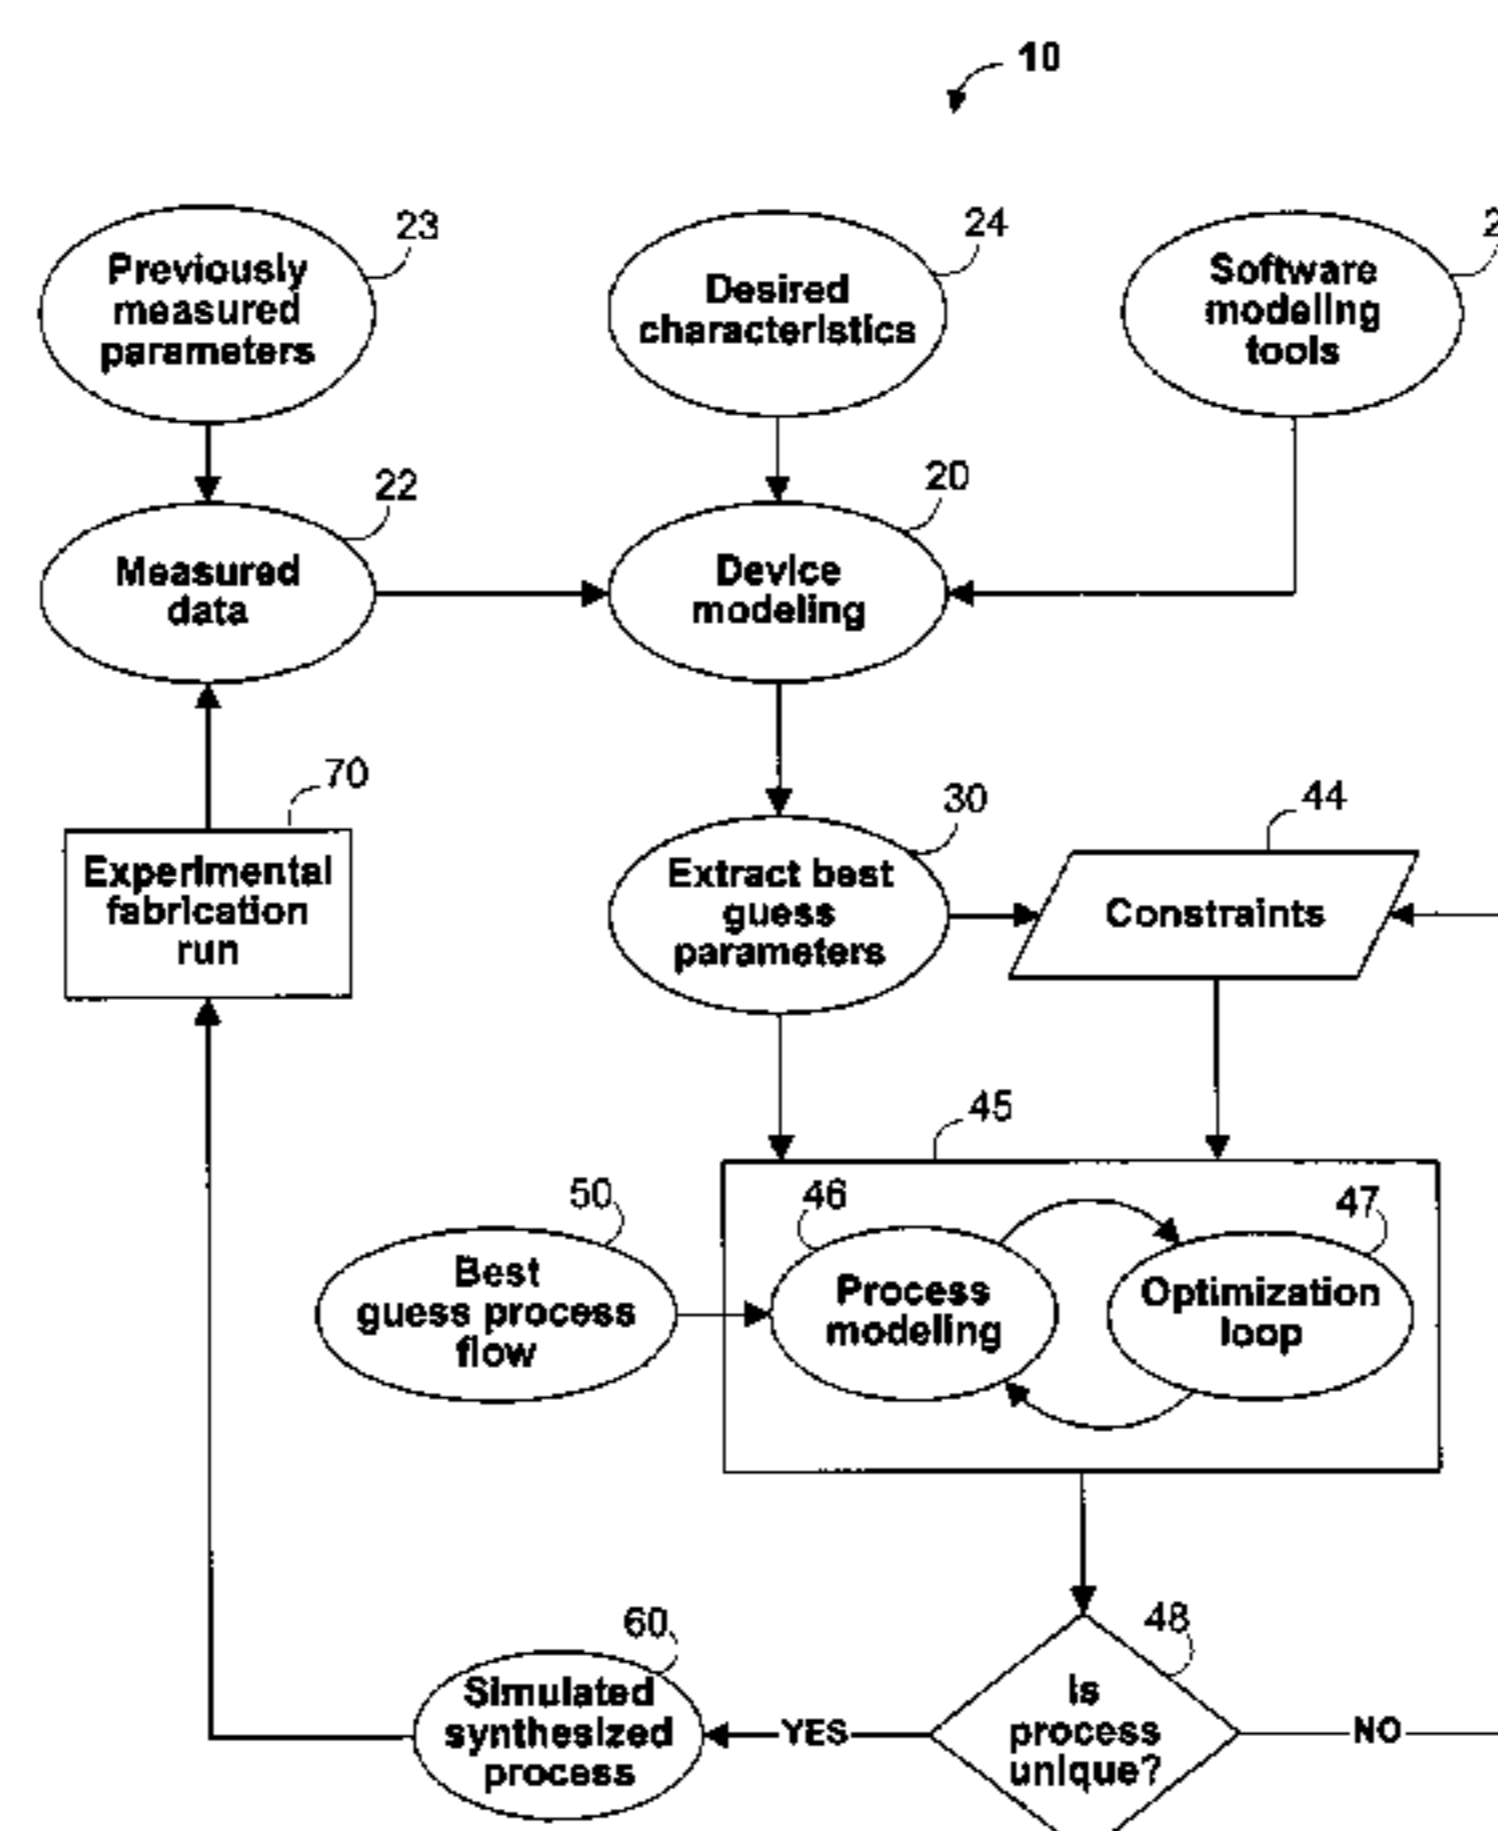 10
23
Previously
measured
parameters
24
Desired
characteristics
Software
modeling
tools
22
Measured
data
20
Device
modeling
70
Experimental
fabrication
run
30
Extract best
guess
parameters
44
Constraints
45
50
Best
guess process
flow
46
Process
modeling
47
Optimization
loop
60
Simulated
synthesized
process
YES
48
Is
process
unique?
NO